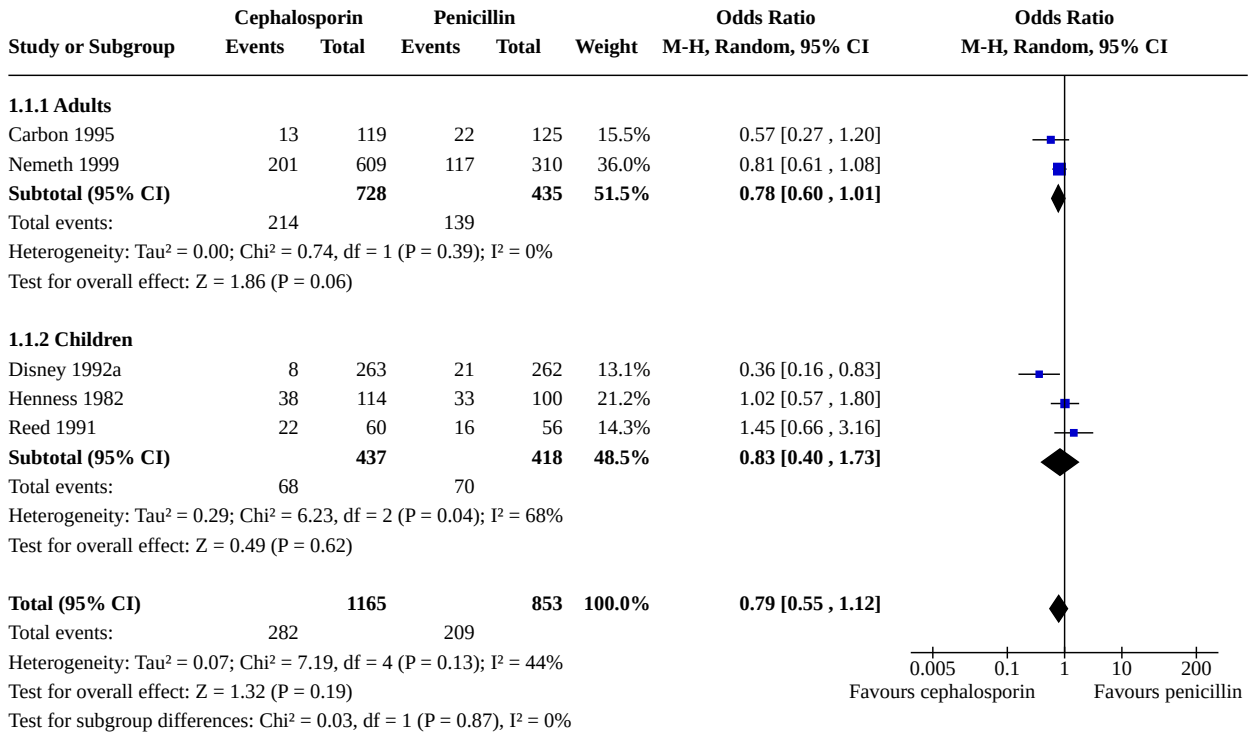 Cephalosporin Penicillin Odds Ratio Odds Ratio
Study or Subgroup Events Total Events Total Weight M-H, Random, 95% CI M-H, Random, 95% CI
1.1.1 Adults
Carbon 1995 13 119 22 125 15.5% 0.57 [0.27 , 1.20]
Nemeth 1999 201 609 117 310 36.0% 0.81 [0.61 , 1.08]
Subtotal (95% CI) 728 435 51.5% 0.78 [0.60 , 1.01]
Total events: 214 139
Heterogeneity: Tau² = 0.00; Chi² = 0.74, df = 1 (P = 0.39); I² = 0%
Test for overall effect: Z = 1.86 (P = 0.06)
1.1.2 Children
Disney 1992a 8 263 21 262 13.1% 0.36 [0.16 , 0.83]
Henness 1982 38 114 33 100 21.2% 1.02 [0.57 , 1.80]
Reed 1991 22 60 16 56 14.3% 1.45 [0.66 , 3.16]
Subtotal (95% CI) 437 418 48.5% 0.83 [0.40 , 1.73]
Total events: 68 70
Heterogeneity: Tau² = 0.29; Chi² = 6.23, df = 2 (P = 0.04); I² = 68%
Test for overall effect: Z = 0.49 (P = 0.62)
Total (95% CI) 1165 853 100.0% 0.79 [0.55 , 1.12]
Total events: 282 209
Heterogeneity: Tau² = 0.07; Chi² = 7.19, df = 4 (P = 0.13); I² = 44%
0.005 0.1 1 10 200
Test for overall effect: Z = 1.32 (P = 0.19)
Favours cephalosporin Favours penicillin
Test for subgroup differences: Chi² = 0.03, df = 1 (P = 0.87), I² = 0%